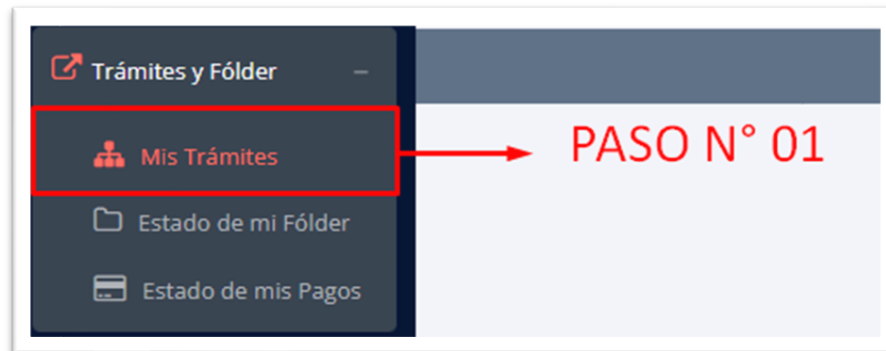 Trámites y Fólder
Mis Trámites
PASO N° 01
Estado de mi Fólder
Estado de mis Pagos